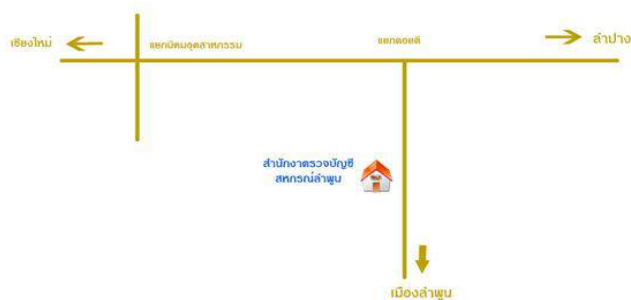 เชียงใหม่
แยกนิคมอุตสาหกรรม
แยกดอยติ
ลำปาง
สำนักงาตรวจบัญชี
สหกรณ์ลำพูน
เมืองลำพูน